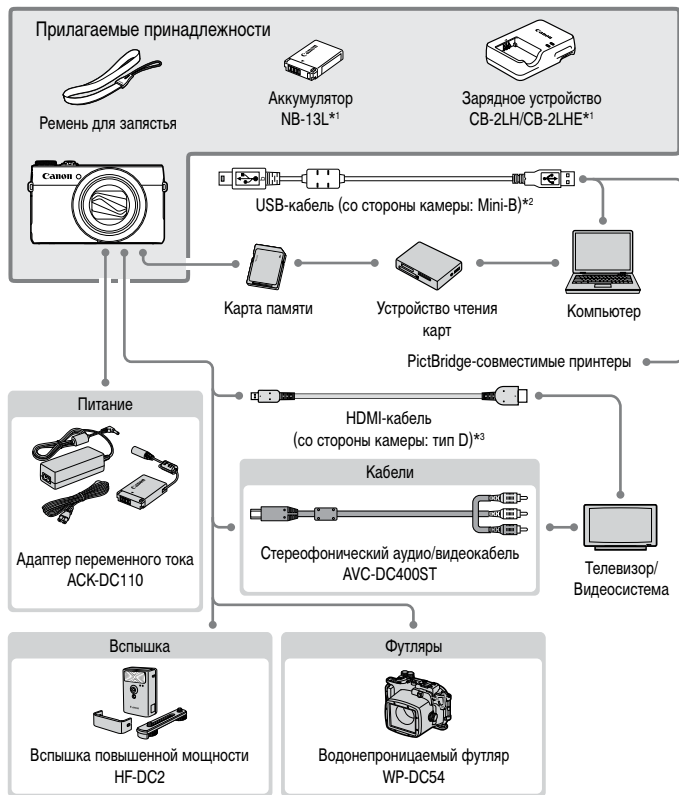 Прилагаемые принадлежности
Ремень для запястья
Аккумулятор
NB-13L*1
Зарядное устройство
CB-2LH/CB-2LHE*1
Canon
USB-кабель (со стороны камеры: Mini-B)*2
Карта памяти
Устройство чтения
карт
Компьютер
PictBridge-совместимые принтеры
Питание
HDMI-кабель
(со стороны камеры: тип D)*3
Адаптер переменного тока
ACK-DC110
Кабели
Стереофонический аудио/видеокабель
AVC-DC400ST
Телевизор/
Видеосистема
Вспышка
Вспышка повышенной мощности
HF-DC2
Футляры
Водонепроницаемый футляр
WP-DC54